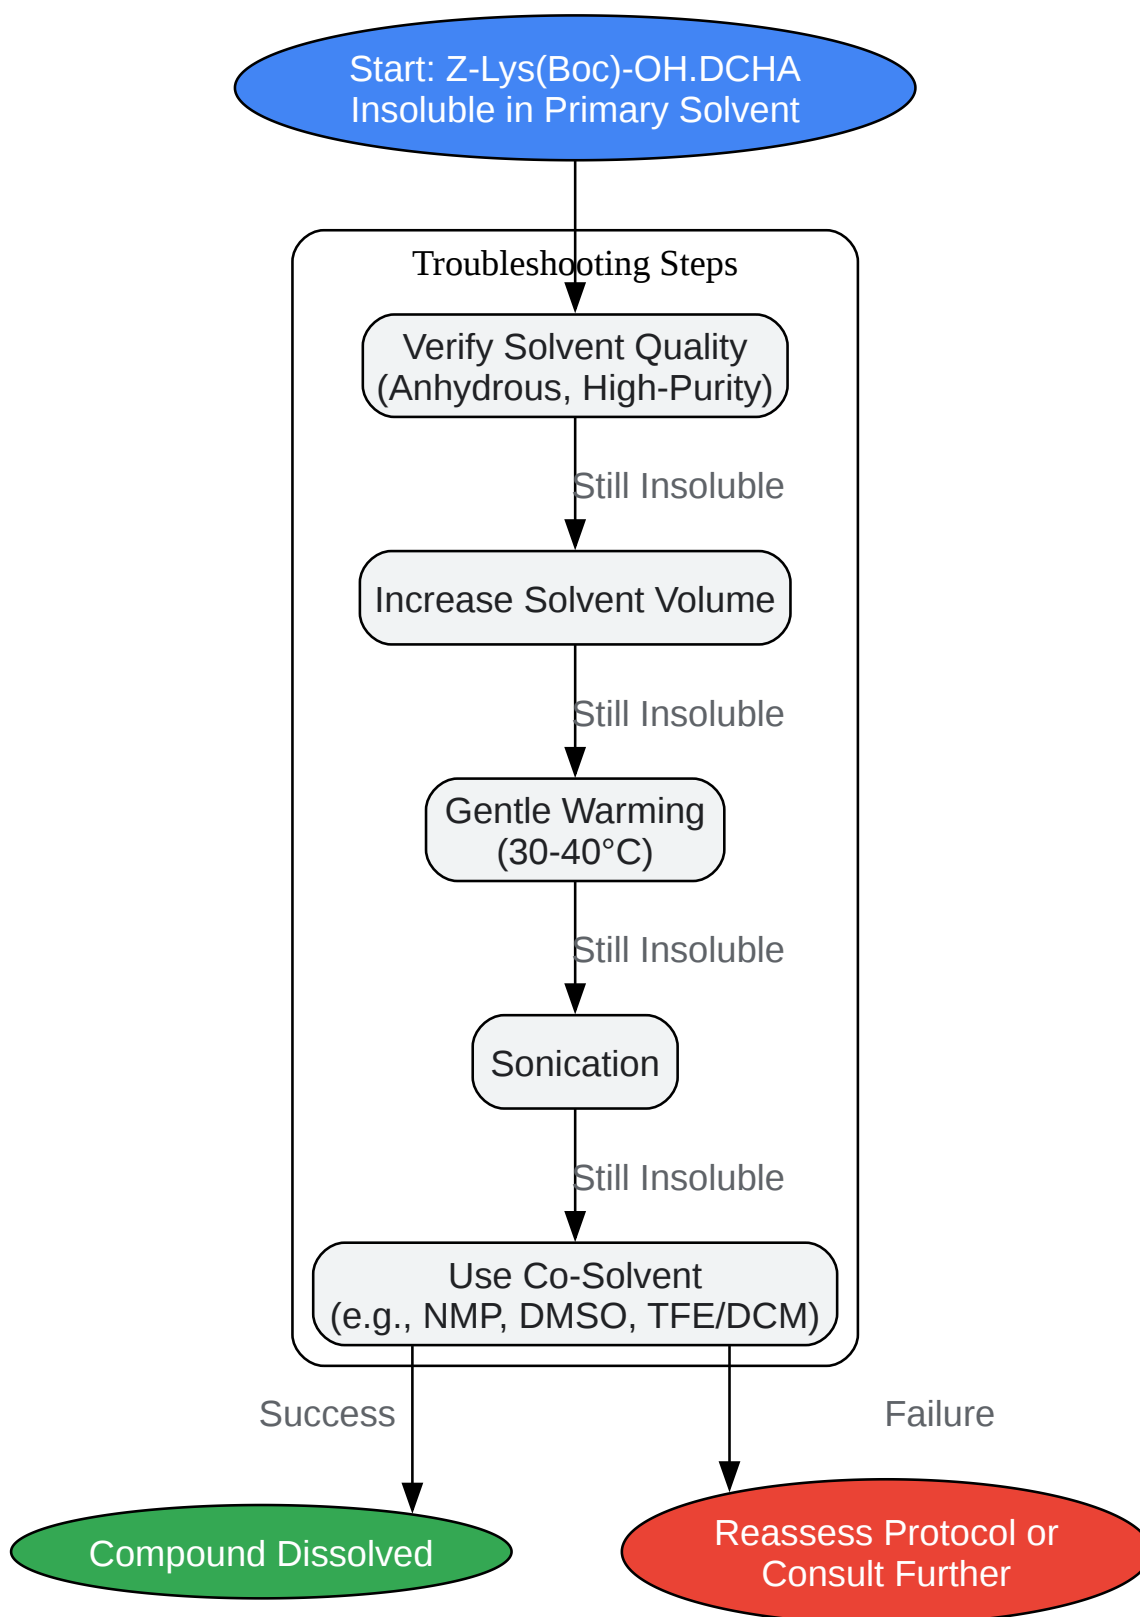 Start: Z-Lys(Boc)-OH.DCHA
Insoluble in Primary Solvent
Troubleshooting Steps
Verify Solvent Quality
(Anhydrous, High-Purity)
Still Insoluble
Increase Solvent Volume
Still Insoluble
Gentle Warming
(30-40°C)
Still Insoluble
Sonication
Still Insoluble
Use Co-Solvent
(e.g., NMP, DMSO, TFE/DCM)
Success
Failure
Compound Dissolved
Reassess Protocol or
Consult Further